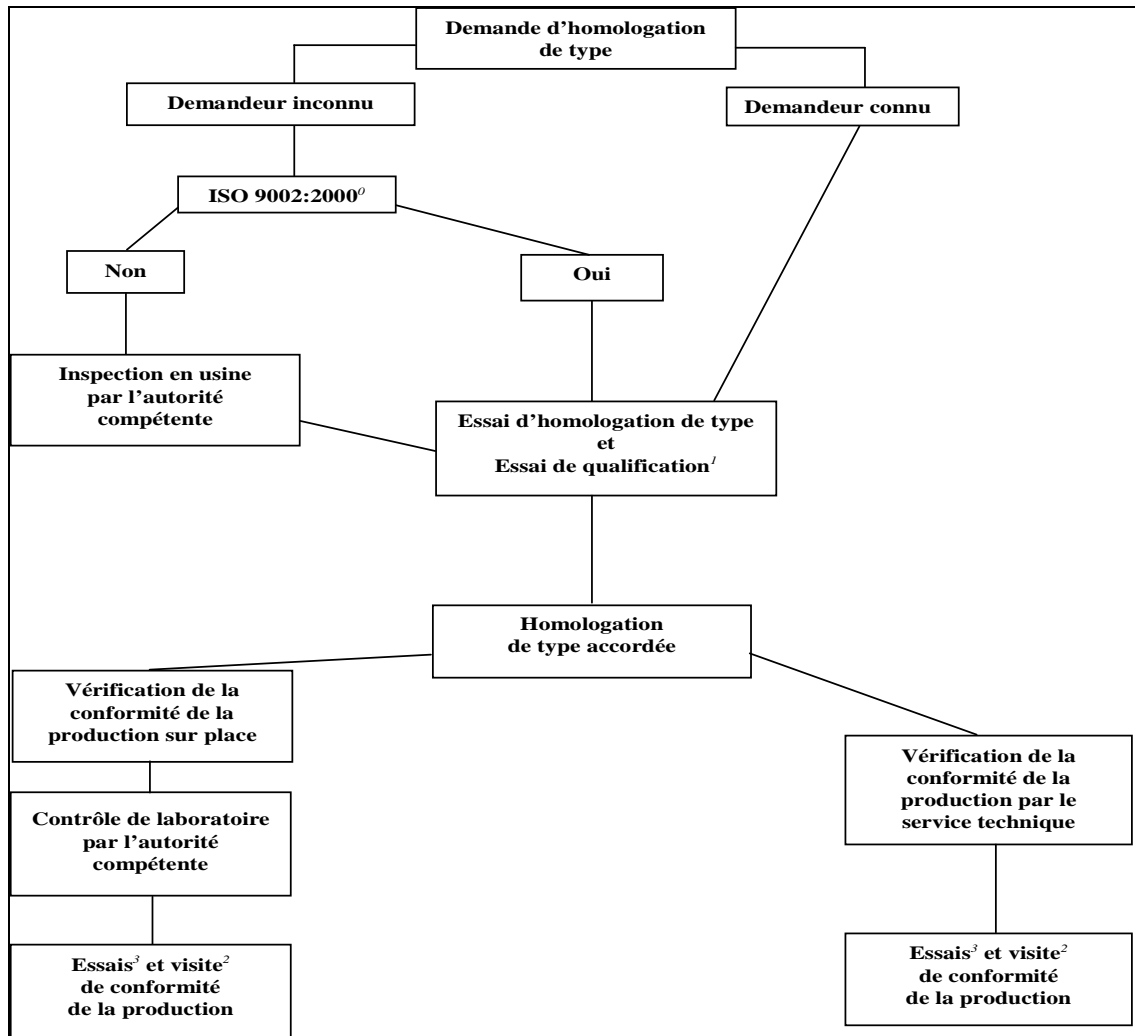 Demande d’homologation
de type
Demandeur inconnu
Demandeur connu
ISO 9002:2000⁰
Non
Oui
Inspection en usine
par l’autorité
compétente
Essai d’homologation de type
et
Essai de qualification¹
Homologation
de type accordée
Vérification de la
conformité de la
production sur place
Vérification de la
conformité de la
production par le
service technique
Contrôle de laboratoire
par l’autorité
compétente
Essais³ et visite²
de conformité
de la production
Essais³ et visite²
de conformité
de la production